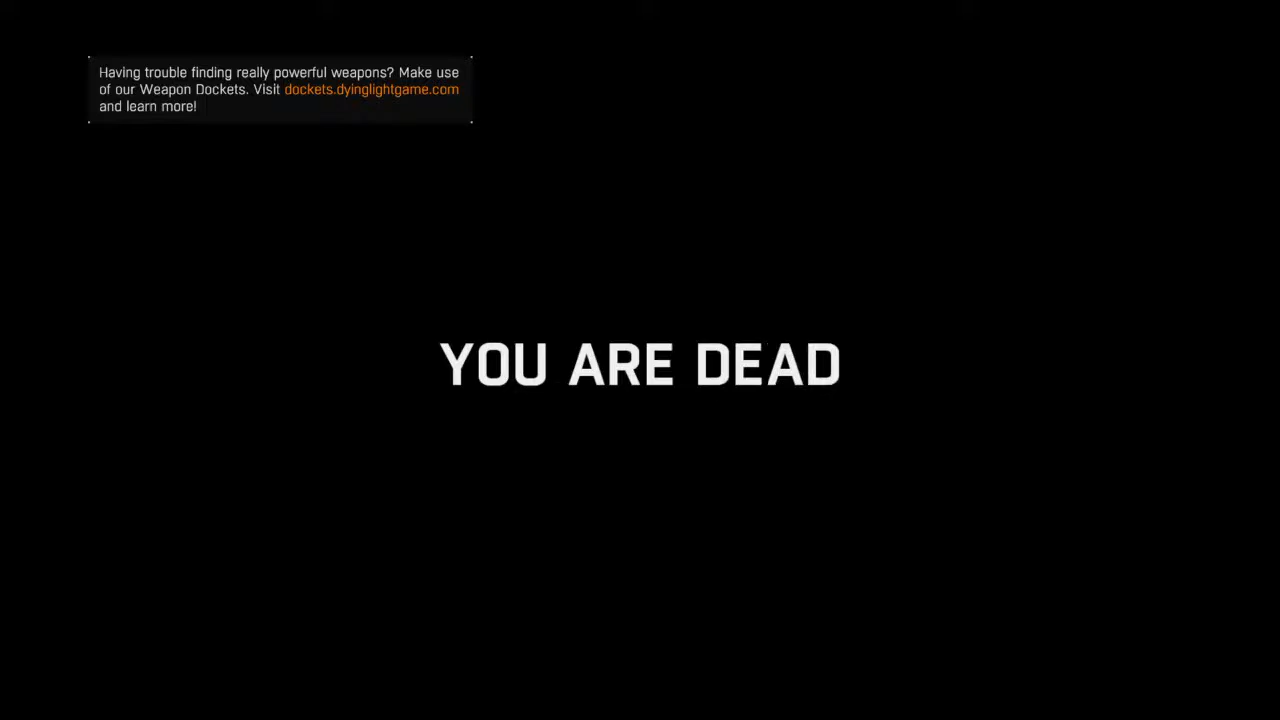 Having trouble finding really powerful weapons? Make use
of our Weapon Dockets. Visit dockets.dyinglightgame.com
and learn more!
YOU ARE DEAD